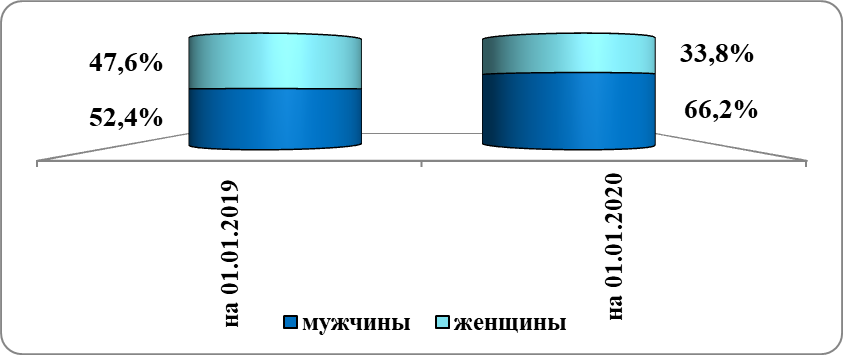 47,6%
33,8%
52,4%
66,2%
на 01.01.2019
на 01.01.2020
мужчины
женщины